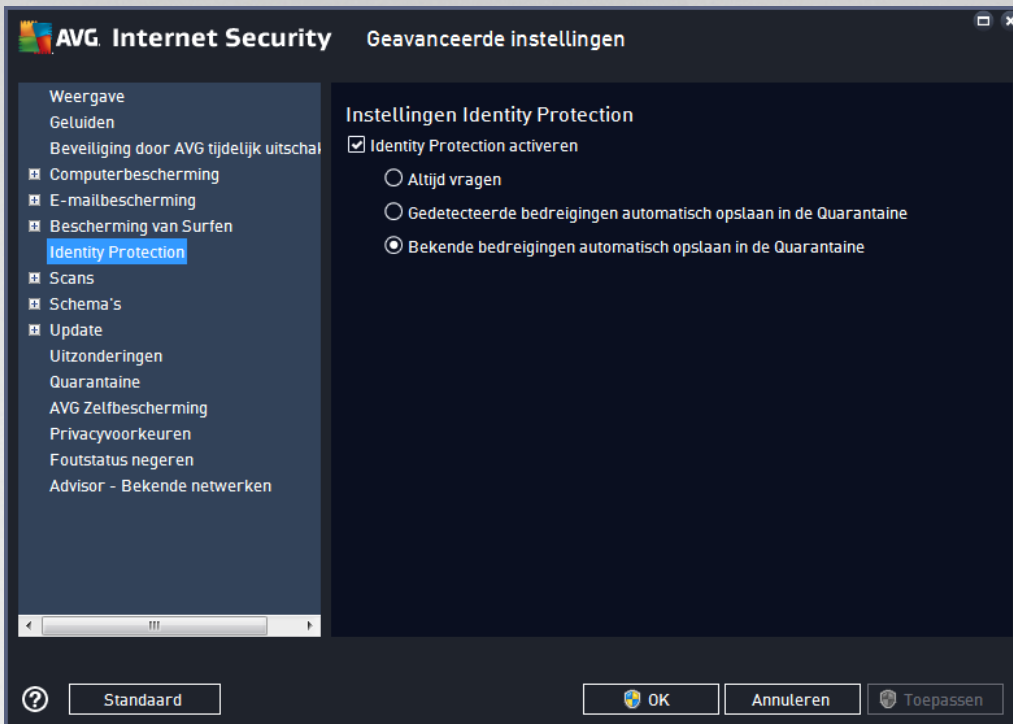 AVG. Internet Security Geavanceerde instellingen
Weergave
Geluiden
Beveiliging door AVG tijdelijk uitschal
Computerbescherming
E-mailbescherming
Bescherming van Surfen
Identity Protection
Scans
Schema's
Update
Uitzonderingen
Quarantaine
AVG Zelfbescherming
Privacyvoorkeuren
Foutstatus negeren
Advisor - Bekende netwerken
Instellingen Identity Protection
Identity Protection activeren
Altijd vragen
Gedetecteerde bedreigingen automatisch opslaan in de Quarantaine
Bekende bedreigingen automatisch opslaan in de Quarantaine
? Standaard OK Annuleren Toepassen